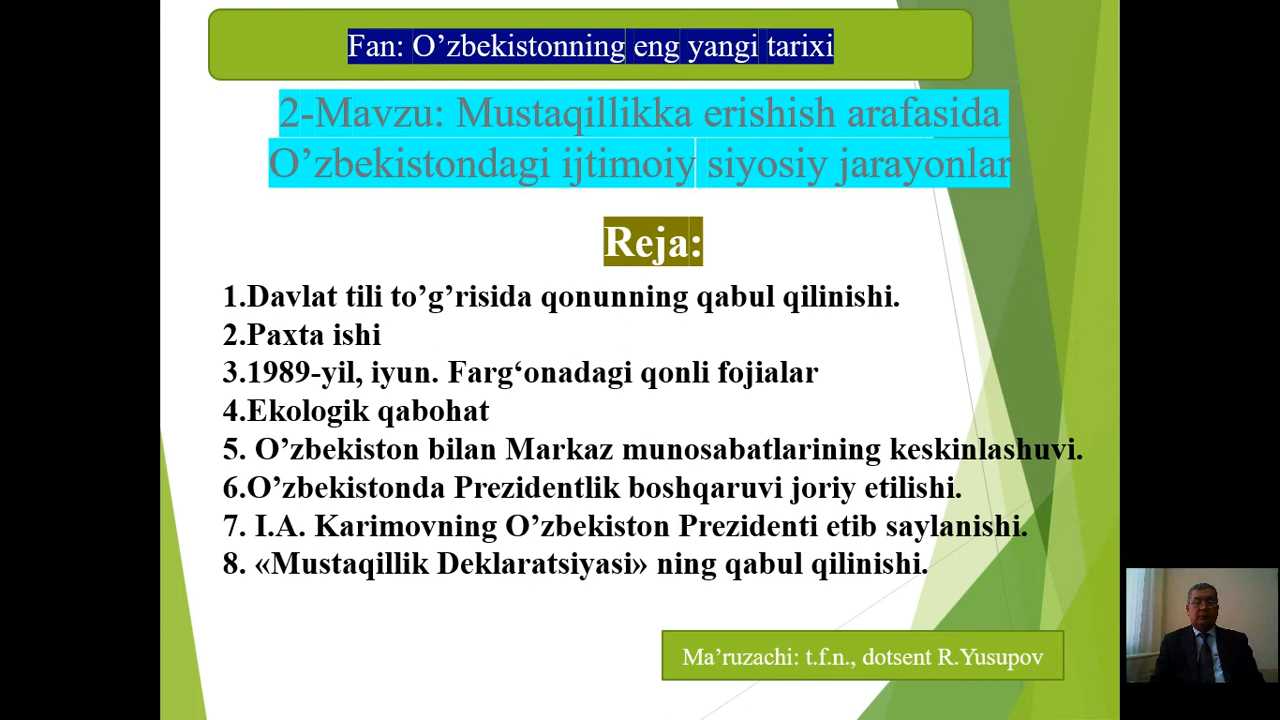 Fan: O’zbekistonning eng yangi tarixi
2-Mavzu: Mustaqillikka erishish arafasida
O’zbekistondagi ijtimoiy siyosiy jarayonlar
Reja:
1.Davlat tili to’g’risida qonunning qabul qilinishi.
2.Paxta ishi
3.1989-yil, iyun. Farg‘onadagi qonli fojialar
4.Ekologik qabohat
5. O’zbekiston bilan Markaz munosabatlarining keskinlashuvi.
6.O’zbekistonda Prezidentlik boshqaruvi joriy etilishi.
7. I.A. Karimovning O’zbekiston Prezidenti etib saylanishi.
8. «Mustaqillik Deklaratsiyasi» ning qabul qilinishi.
Ma’ruzachi: t.f.n., dotsent R.Yusupov